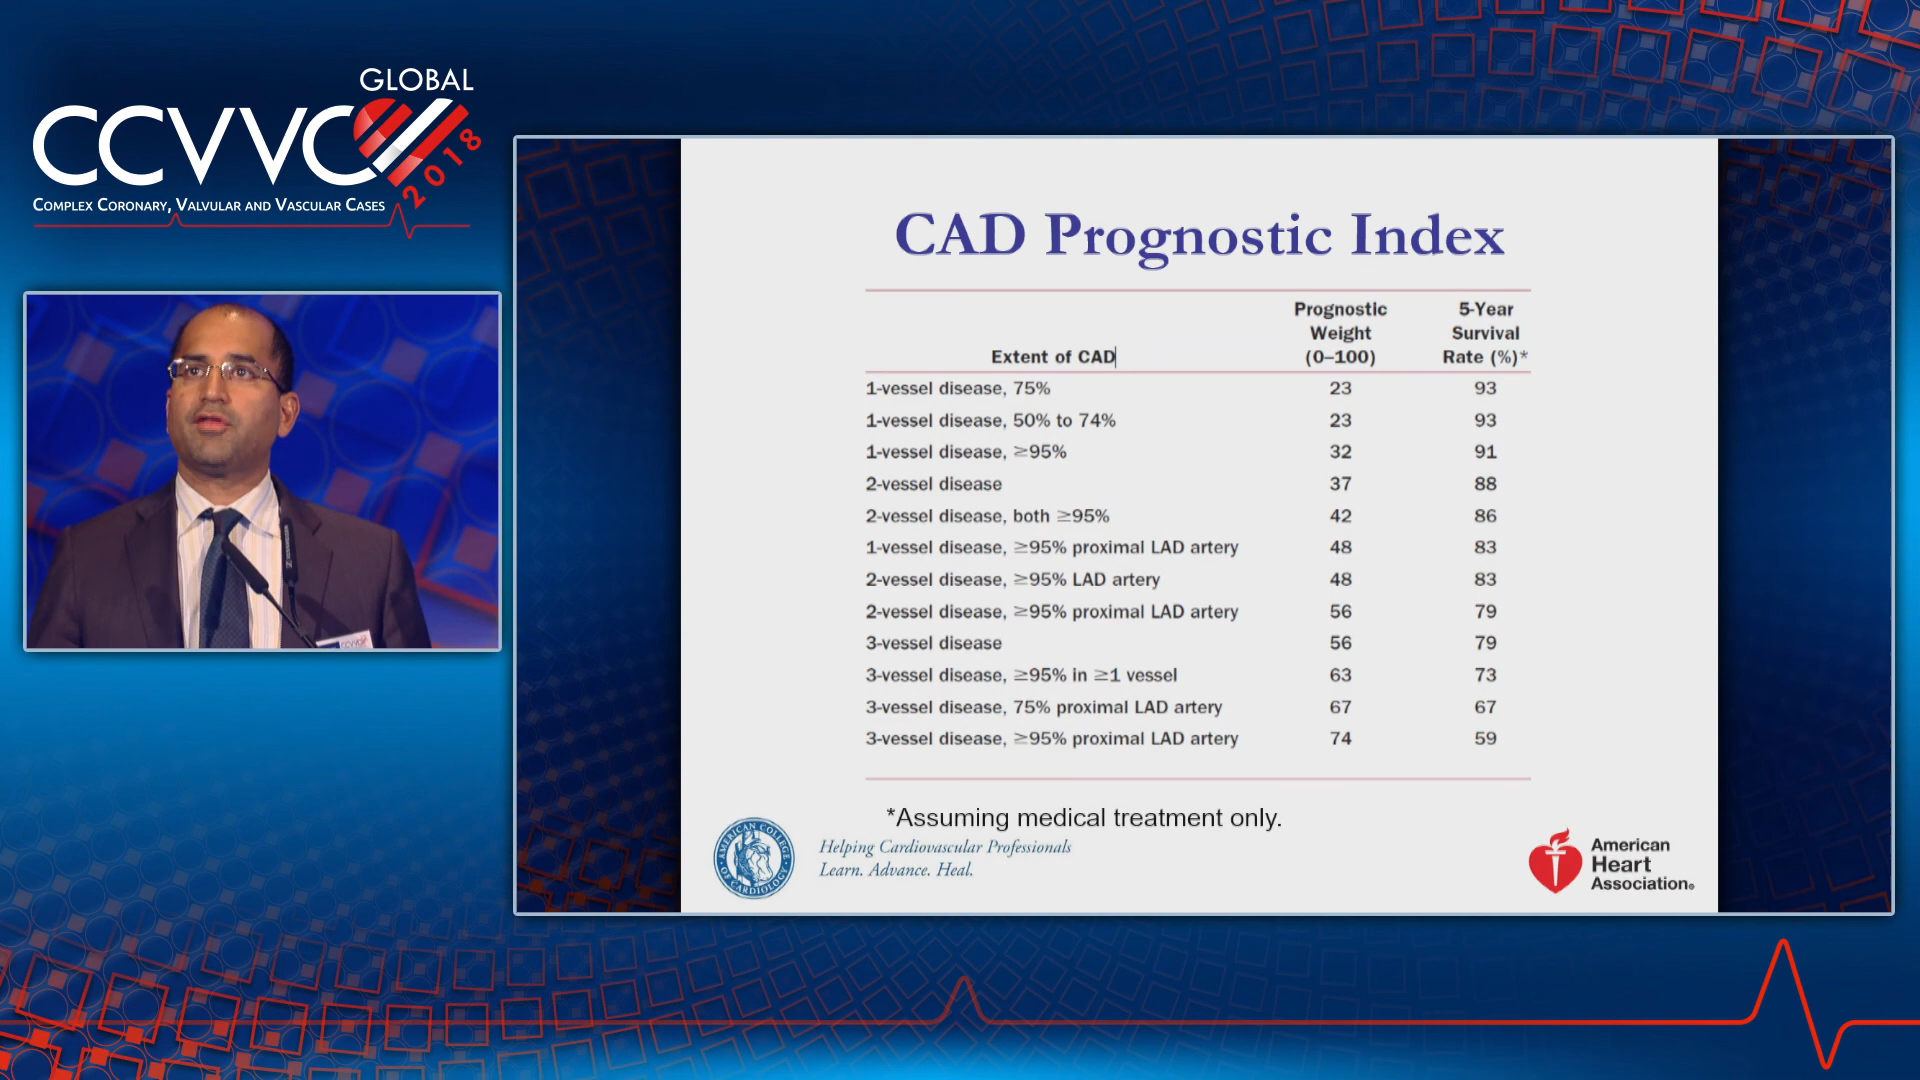 GLOBAL
CCVVC
2018
COMPLEX CORONARY, VALVULAR AND VASCULAR CASES
CAD Prognostic Index
Extent of CAD Prognostic Weight (0–100) 5-Year Survival Rate (%)*
1-vessel disease, 75% 23 93
1-vessel disease, 50% to 74% 23 93
1-vessel disease, ≥95% 32 91
2-vessel disease 37 88
2-vessel disease, both ≥95% 42 86
1-vessel disease, ≥95% proximal LAD artery 48 83
2-vessel disease, ≥95% LAD artery 48 83
2-vessel disease, ≥95% proximal LAD artery 56 79
3-vessel disease 56 79
3-vessel disease, ≥95% in ≥1 vessel 63 73
3-vessel disease, 75% proximal LAD artery 67 67
3-vessel disease, ≥95% proximal LAD artery 74 59
*Assuming medical treatment only.
AMERICAN COLLEGE OF CARDIOLOGY
Helping Cardiovascular Professionals
Learn. Advance. Heal.
American
Heart
Association®